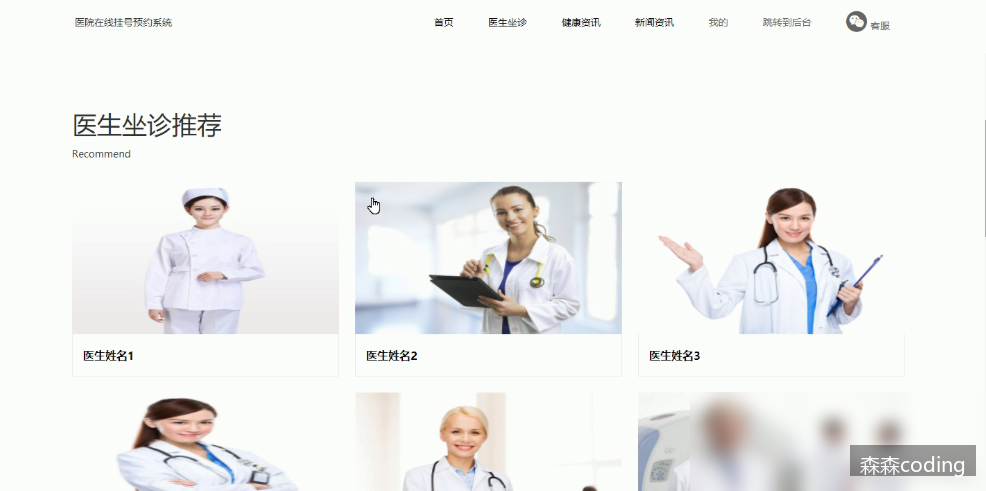 医院在线挂号预约系统 首页 医生坐诊 健康资讯 新闻资讯 我的 跳转到后台 客服
医生坐诊推荐
Recommend
医生姓名1 医生姓名2 医生姓名3
森森coding